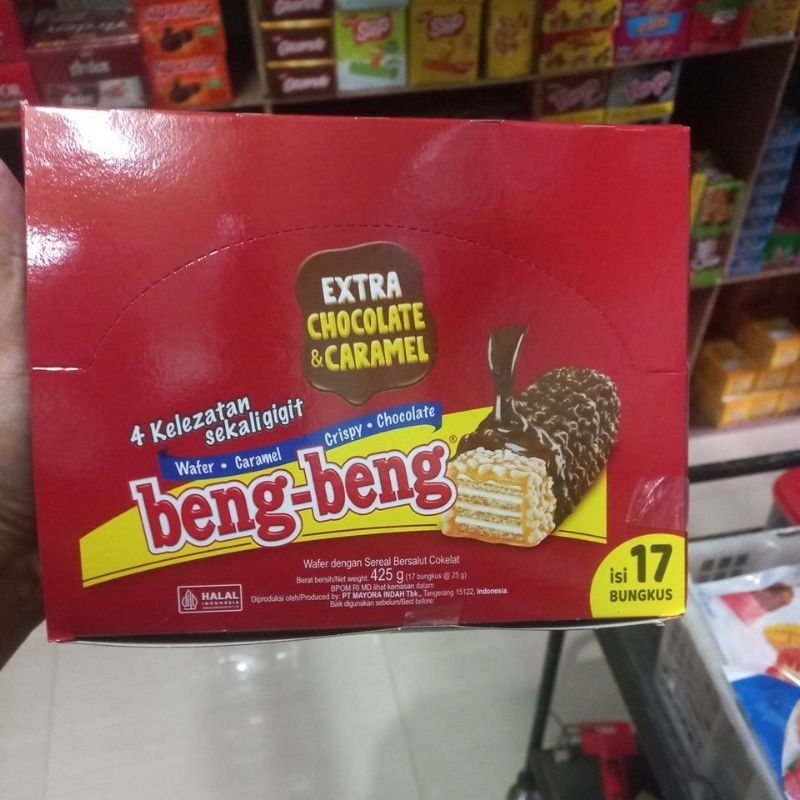 EXTRA
CHOCOLATE
& CARAMEL
4 Kelezatan
sekali gigit
Wafer • Caramel
Crispy • Chocolate
beng-beng®
Wafer dengan Sereal Bersalut Cokelat
Berat bersih/Net weight: 425 g (17 bungkus @ 25 g)
BPOM RI MD lihat kemasan dalam
Diproduksi oleh/Produced by: PT MAYORA INDAH Tbk., Tangerang 15122, Indonesia.
Baik digunakan sebelum/Best before:
HALAL
INDONESIA
isi 17
BUNGKUS